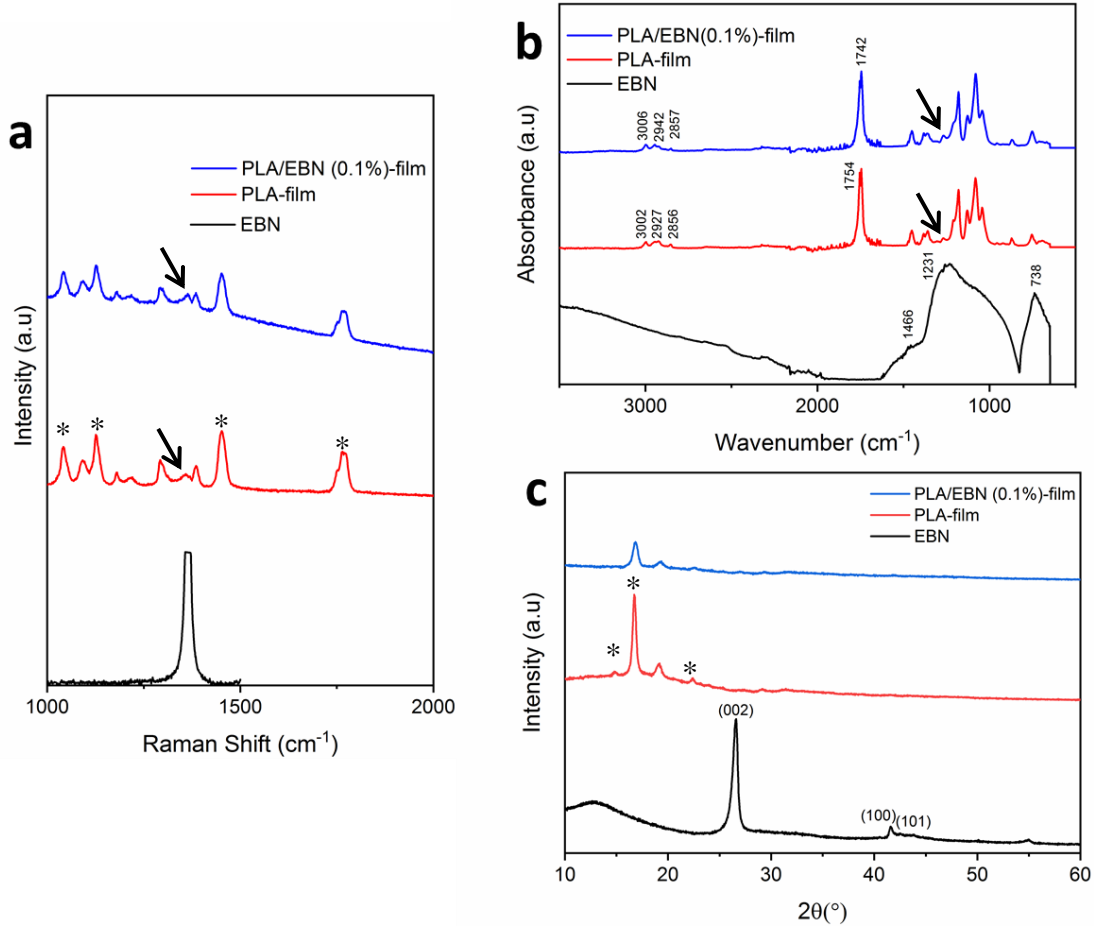 a
PLA/EBN (0.1%)-film
PLA-film
EBN
* * * *
Intensity (a.u)
1000 1500 2000
Raman Shift (cm⁻¹)
b
PLA/EBN(0.1%)-film
PLA-film
EBN
1742
3006 2942 2857
1754
3002 2927 2856
1231
1466
738
Absorbance (a.u)
3000 2000 1000
Wavenumber (cm⁻¹)
c
PLA/EBN (0.1%)-film
PLA-film
EBN
* * *
(002)
(100) (101)
Intensity (a.u)
10 20 30 40 50 60
2θ(°)